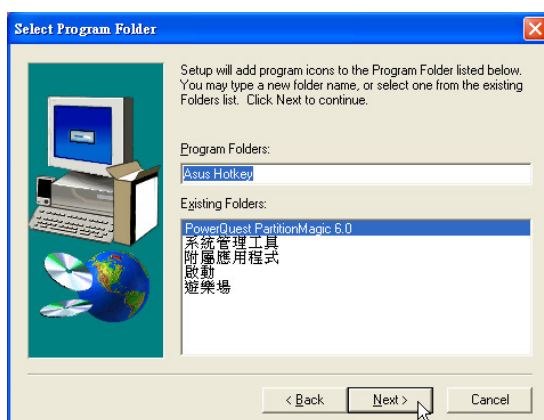 Select Program Folder
Setup will add program icons to the Program Folder listed below.
You may type a new folder name, or select one from the existing
Folders list. Click Next to continue.
Program Folders:
Asus Hotkey
Existing Folders:
PowerQuest PartitionMagic 6.0
系統管理工具
附屬應用程式
啟動
遊樂場
< Back
Next >
Cancel